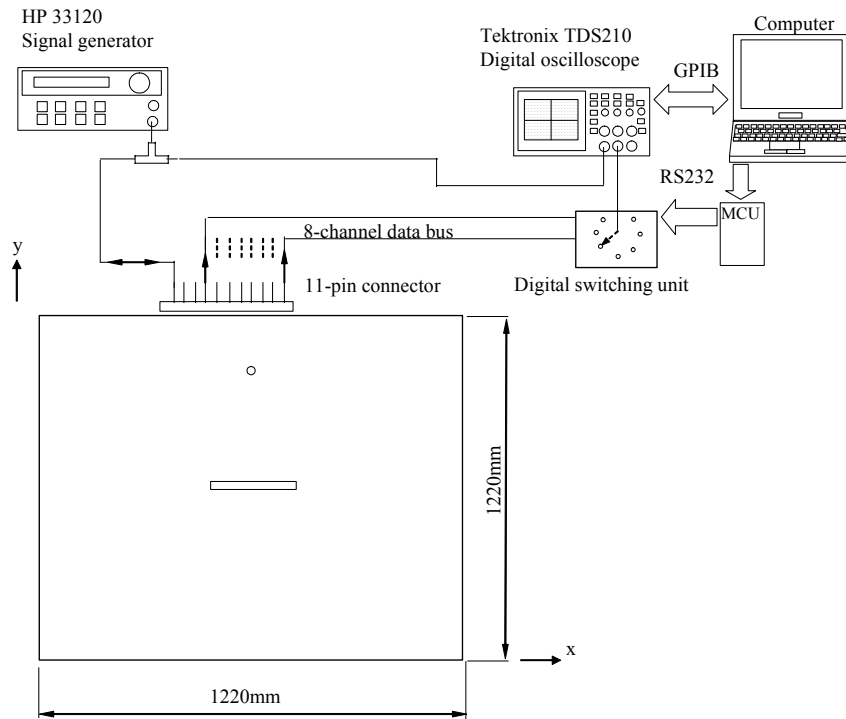 HP 33120
Signal generator
Tektronix TDS210
Digital oscilloscope
Computer
GPIB
RS232
MCU
8-channel data bus
y
11-pin connector
Digital switching unit
1220mm
x
1220mm